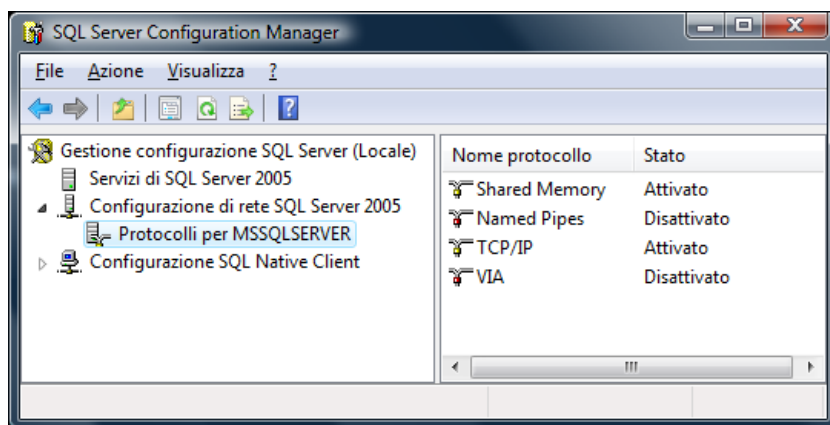 SQL Server Configuration Manager
File Azione Visualizza ?
Gestione configurazione SQL Server (Locale)
Servizi di SQL Server 2005
Configurazione di rete SQL Server 2005
Protocolli per MSSQLSERVER
Configurazione SQL Native Client
Nome protocollo Stato
Shared Memory Attivato
Named Pipes Disattivato
TCP/IP Attivato
VIA Disattivato